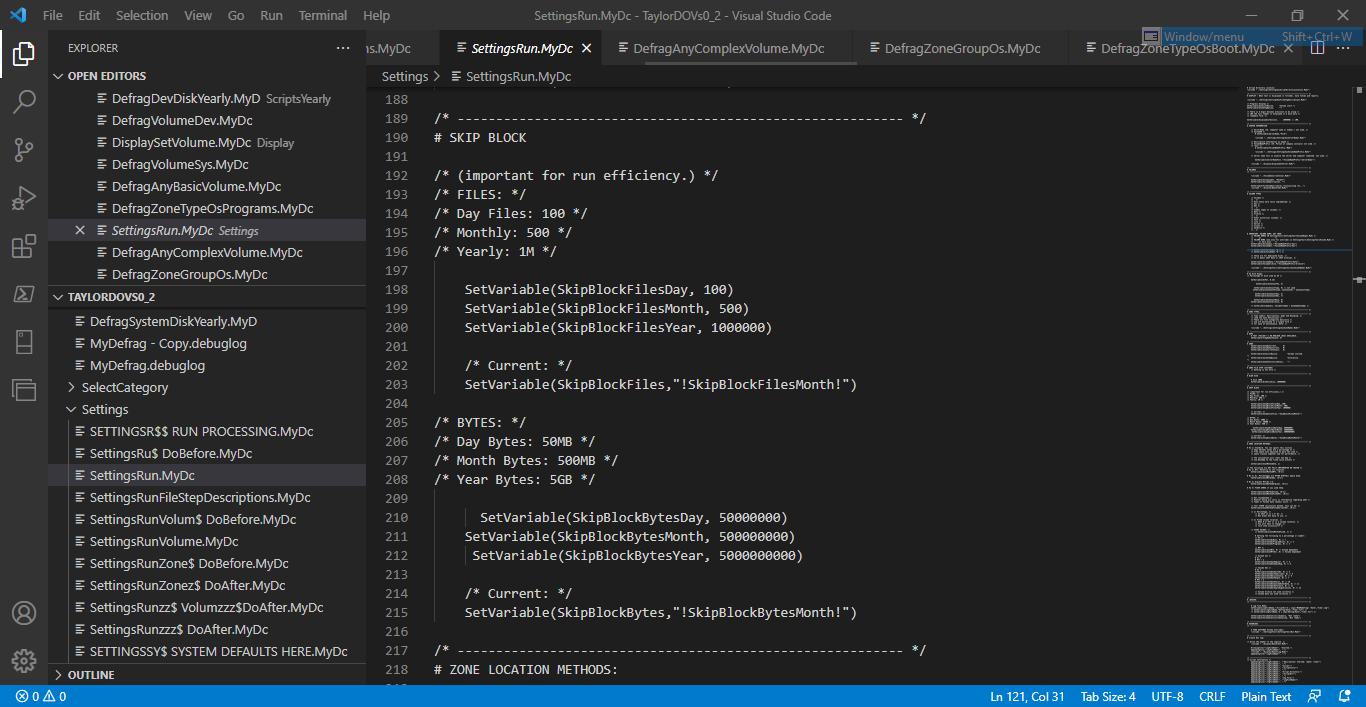 File Edit Selection View Go Run Terminal Help
SettingsRun.MyDc - TaylorDOVs0_2 - Visual Studio Code
Window/menu Shift+Ctrl+W
EXPLORER
OPEN EDITORS
DefragDevDiskYearly.MyD ScriptsYearly
DefragVolumeDev.MyDc
DisplaySetVolume.MyDc Display
DefragVolumeSys.MyDc
DefragAnyBasicVolume.MyDc
DefragZoneTypeOsPrograms.MyDc
SettingsRun.MyDc Settings
DefragAnyComplexVolume.MyDc
DefragZoneGroupOs.MyDc
TAYLORDOVS0_2
DefragSystemDiskYearly.MyD
MyDefrag - Copy.debuglog
MyDefrag.debuglog
SelectCategory
Settings
SETTINGSR$$ RUN PROCESSING.MyDc
SettingsRu$ DoBefore.MyDc
SettingsRun.MyDc
SettingsRunFileStepDescriptions.MyDc
SettingsRunVolum$ DoBefore.MyDc
SettingsRunVolume.MyDc
SettingsRunZone$ DoBefore.MyDc
SettingsRunZonez$ DoAfter.MyDc
SettingsRunzz$ Volumzzz$DoAfter.MyDc
SettingsRunzzz$ DoAfter.MyDc
SETTINGSSY$ SYSTEM DEFAULTS HERE.MyDc
OUTLINE
ns.MyDc SettingsRun.MyDc DefragAnyComplexVolume.MyDc DefragZoneGroupOs.MyDc DefragZoneTypeOsBoot.MyDc
Settings > SettingsRun.MyDc
188
189 /* ---------------------------------------------------------- */
190 # SKIP BLOCK
191
192 /* (important for run efficiency.) */
193 /* FILES: */
194 /* Day Files: 100 */
195 /* Monthly: 500 */
196 /* Yearly: 1M */
197
198 SetVariable(SkipBlockFilesDay, 100)
199 SetVariable(SkipBlockFilesMonth, 500)
200 SetVariable(SkipBlockFilesYear, 1000000)
201
202 /* Current: */
203 SetVariable(SkipBlockFiles,"!SkipBlockFilesMonth!")
204
205 /* BYTES: */
206 /* Day Bytes: 50MB */
207 /* Month Bytes: 500MB */
208 /* Year Bytes: 5GB */
209
210 SetVariable(SkipBlockBytesDay, 50000000)
211 SetVariable(SkipBlockBytesMonth, 500000000)
212 SetVariable(SkipBlockBytesYear, 5000000000)
213
214 /* Current: */
215 SetVariable(SkipBlockBytes,"!SkipBlockBytesMonth!")
216
217 /* ---------------------------------------------------------- */
218 # ZONE LOCATION METHODS:
0 0
Ln 121, Col 31 Tab Size: 4 UTF-8 CRLF Plain Text